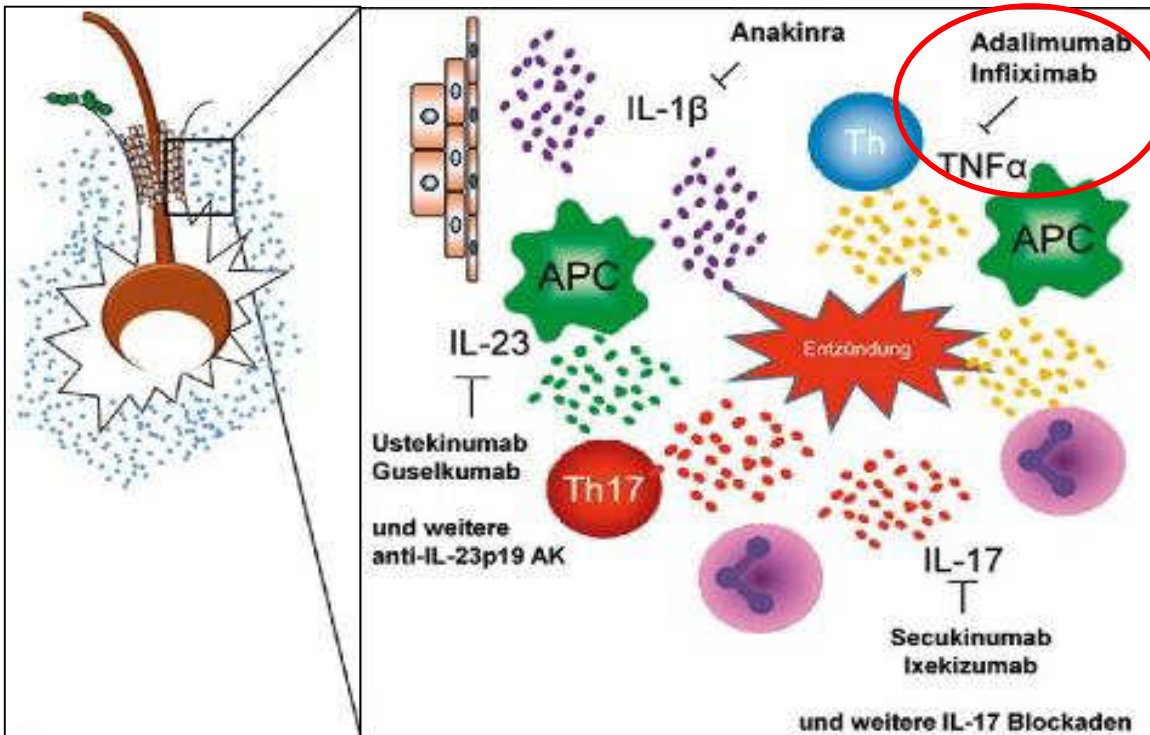 Anakinra
IL-1β
Adalimumab
Infliximab
Th
TNFα
APC
APC
IL-23
Entzündung
Ustekinumab
Guselkumab
Th17
und weitere
anti-IL-23p19 AK
IL-17
Secukinumab
Ixekizumab
und weitere IL-17 Blockaden